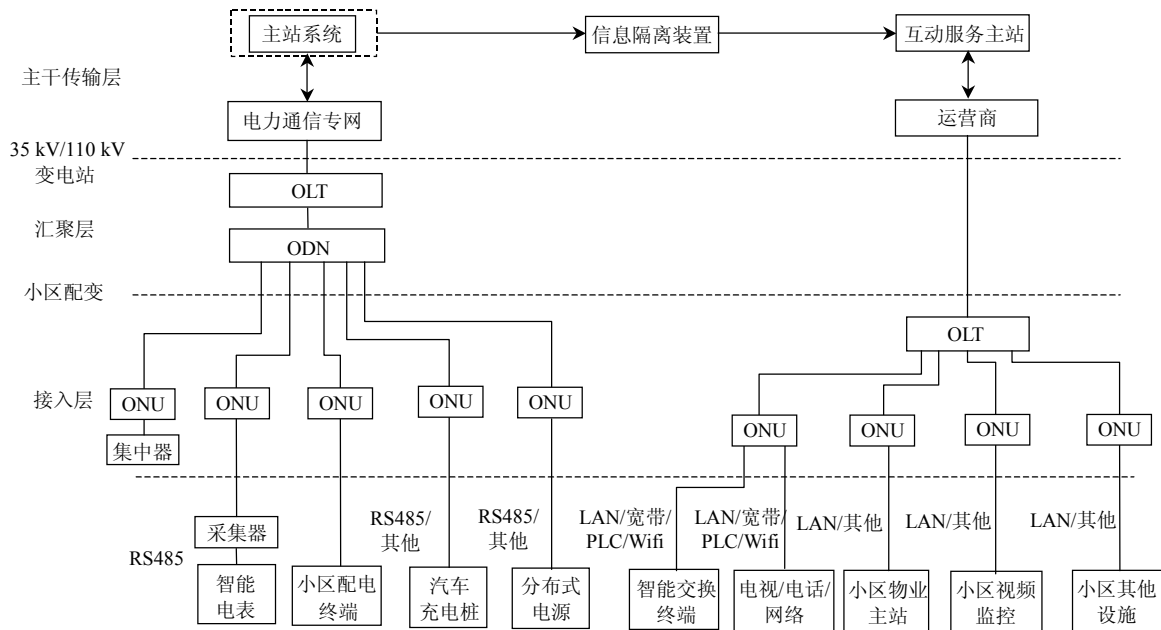 主站系统
信息隔离装置
互动服务主站
主干传输层
电力通信专网
运营商
35 kV/110 kV
变电站
OLT
汇聚层
ODN
小区配变
OLT
接入层
ONU
ONU
ONU
ONU
ONU
ONU
ONU
ONU
ONU
集中器
采集器
RS485
RS485/
其他
RS485/
其他
LAN/宽带/
PLC/Wifi
LAN/宽带/
PLC/Wifi
LAN/其他
LAN/其他
LAN/其他
智能
电表
小区配电
终端
汽车
充电桩
分布式
电源
智能交换
终端
电视/电话/
网络
小区物业
主站
小区视频
监控
小区其他
设施